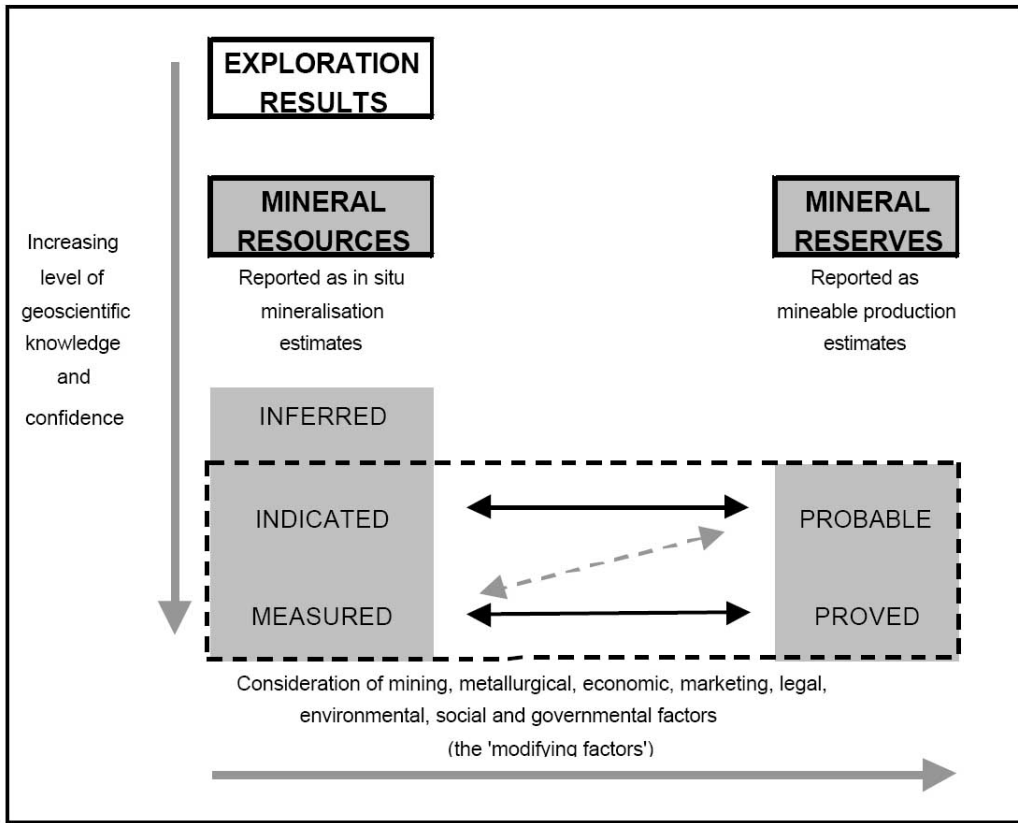 EXPLORATION
RESULTS
MINERAL
RESOURCES
Reported as in situ
mineralisation
estimates
MINERAL
RESERVES
Reported as
mineable production
estimates
Increasing
level of
geoscientific
knowledge
and
confidence
INFERRED
INDICATED
PROBABLE
MEASURED
PROVED
Consideration of mining, metallurgical, economic, marketing, legal,
environmental, social and governmental factors
(the 'modifying factors')